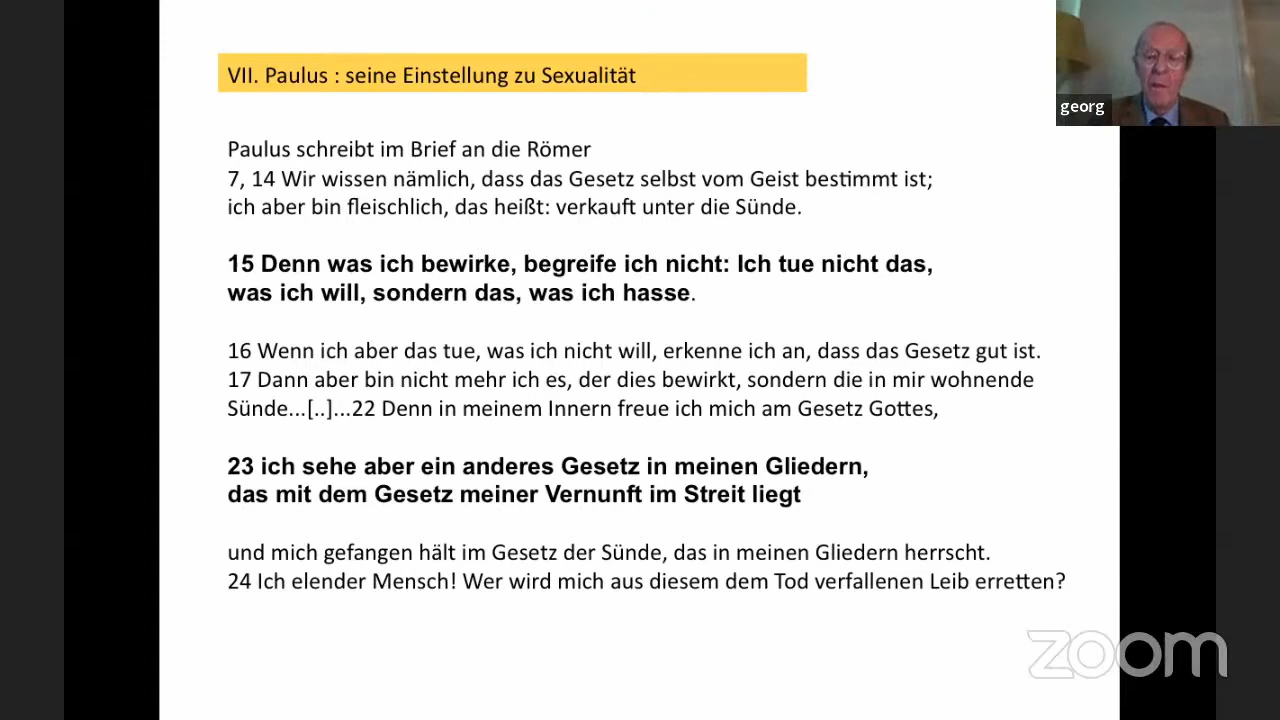 VII. Paulus : seine Einstellung zu Sexualität
georg
Paulus schreibt im Brief an die Römer
7, 14 Wir wissen nämlich, dass das Gesetz selbst vom Geist bestimmt ist;
ich aber bin fleischlich, das heißt: verkauft unter die Sünde.
15 Denn was ich bewirke, begreife ich nicht: Ich tue nicht das,
was ich will, sondern das, was ich hasse.
16 Wenn ich aber das tue, was ich nicht will, erkenne ich an, dass das Gesetz gut ist.
17 Dann aber bin nicht mehr ich es, der dies bewirkt, sondern die in mir wohnende
Sünde...[..]...22 Denn in meinem Innern freue ich mich am Gesetz Gottes,
23 ich sehe aber ein anderes Gesetz in meinen Gliedern,
das mit dem Gesetz meiner Vernunft im Streit liegt
und mich gefangen hält im Gesetz der Sünde, das in meinen Gliedern herrscht.
24 Ich elender Mensch! Wer wird mich aus diesem dem Tod verfallenen Leib erretten?
zoom